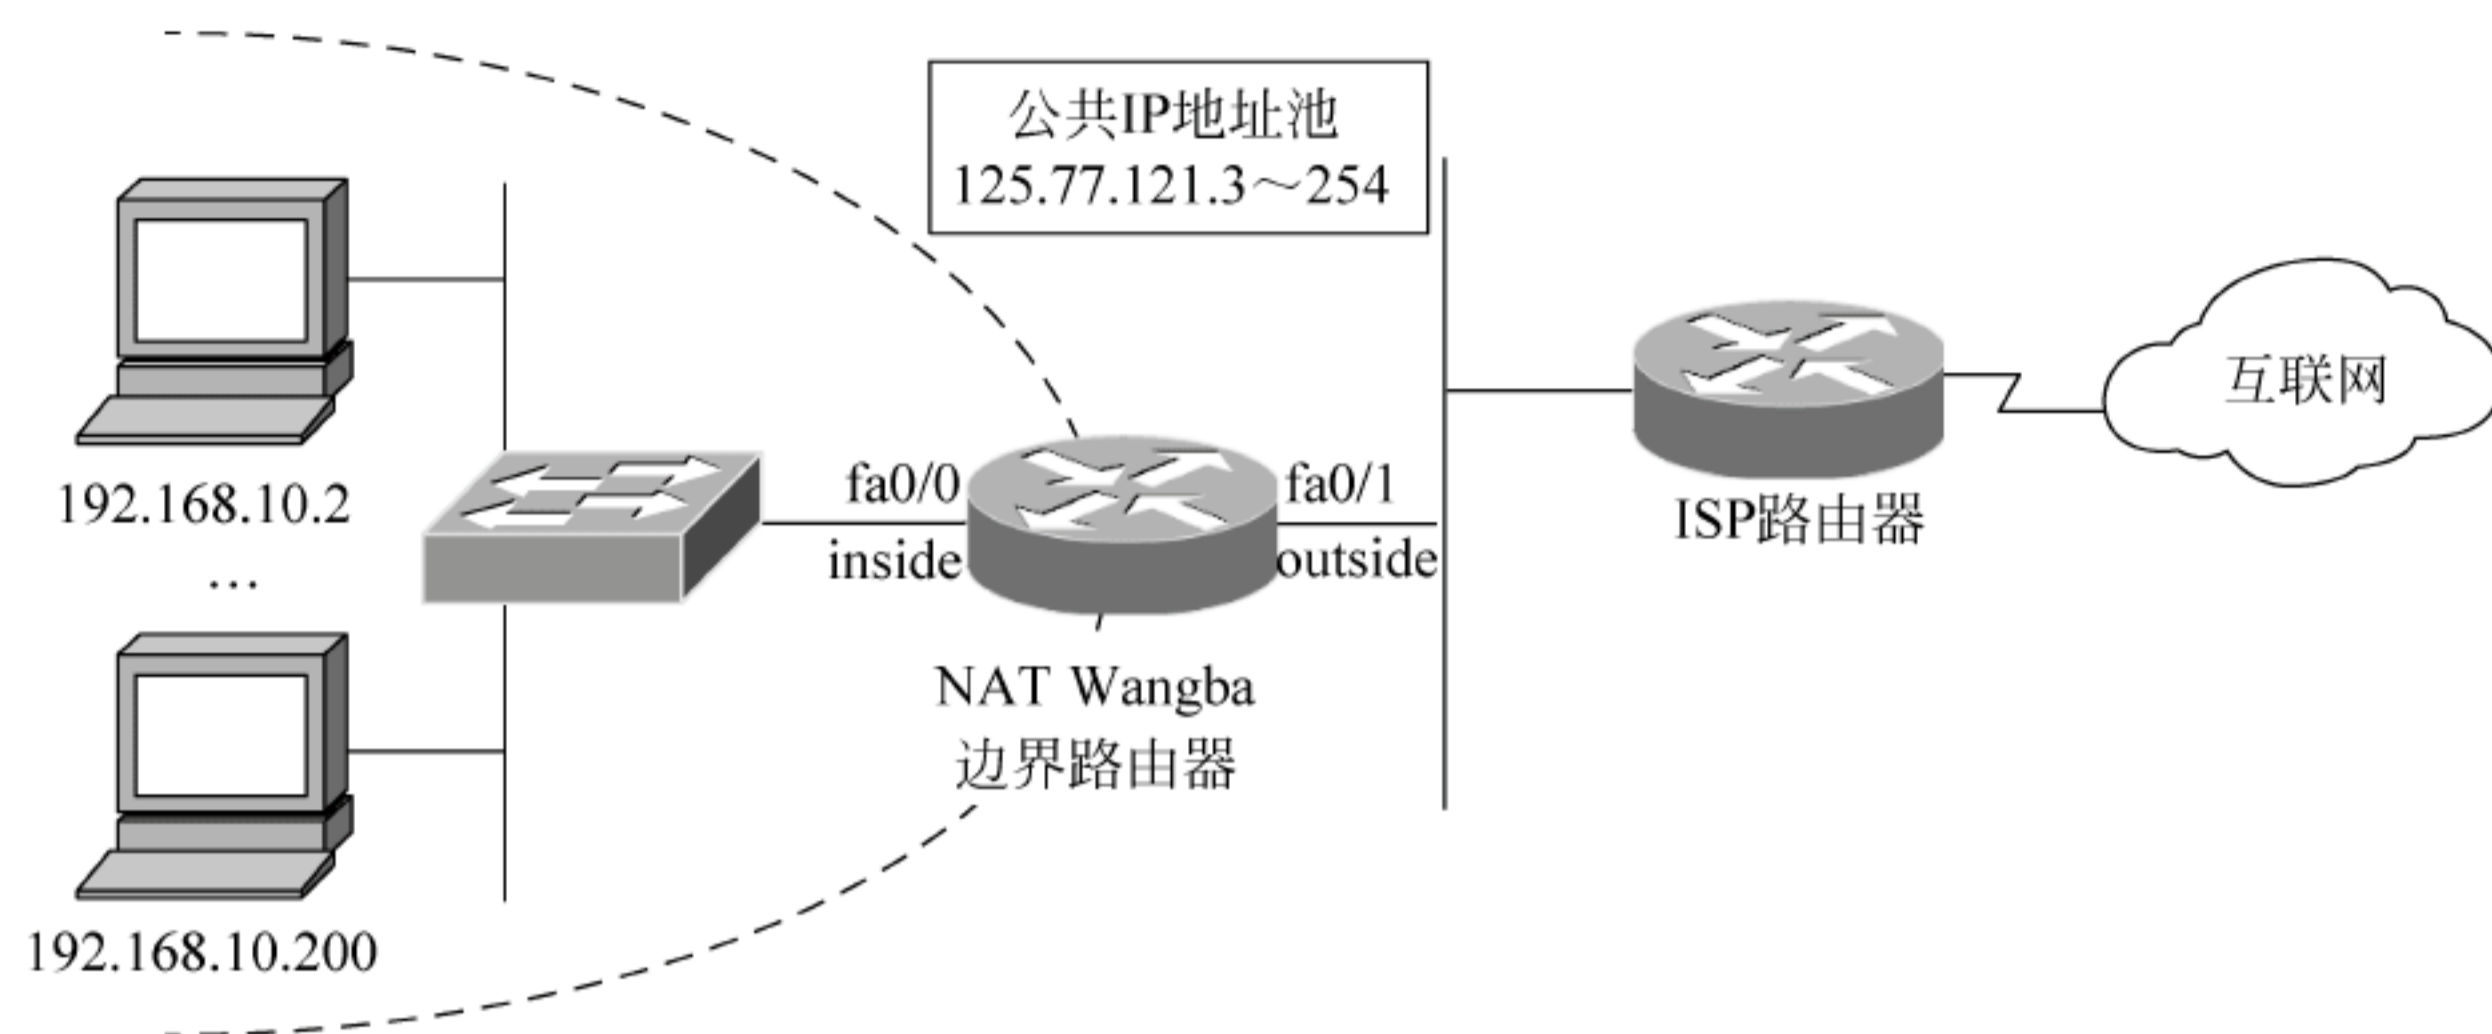 公共IP地址池
125.77.121.3～254
192.168.10.2
…
192.168.10.200
fa0/0
inside
fa0/1
outside
NAT Wangba
边界路由器
ISP路由器
互联网